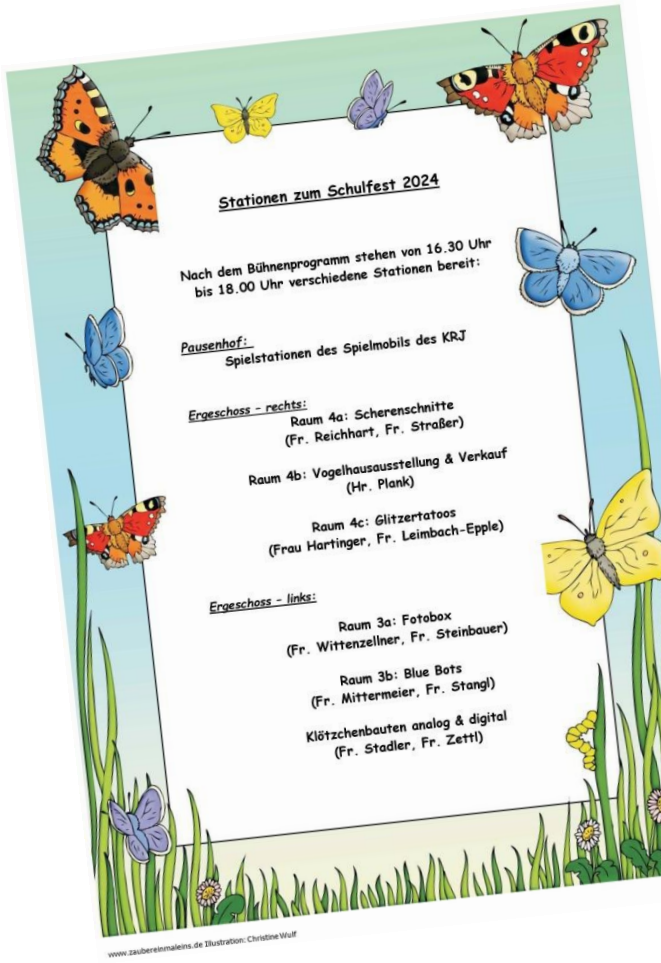 Stationen zum Schulfest 2024
Nach dem Bühnenprogramm stehen von 16.30 Uhr
bis 18.00 Uhr verschiedene Stationen bereit:
Pausenhof:
Spielstationen des Spielmobils des KRJ
Ergeschoss - rechts:
Raum 4a: Scherenschnitte
(Fr. Reichhart, Fr. Straßer)
Raum 4b: Vogelhausausstellung & Verkauf
(Hr. Plank)
Raum 4c: Glitzertatoos
(Frau Hartinger, Fr. Leimbach-Epple)
Ergeschoss - links:
Raum 3a: Fotobox
(Fr. Wittenzellner, Fr. Steinbauer)
Raum 3b: Blue Bots
(Fr. Mittermeier, Fr. Stangl)
Klötzchenbauten analog & digital
(Fr. Stadler, Fr. Zettl)
www.zaubereinmaleins.de Illustration: Christine Wulf